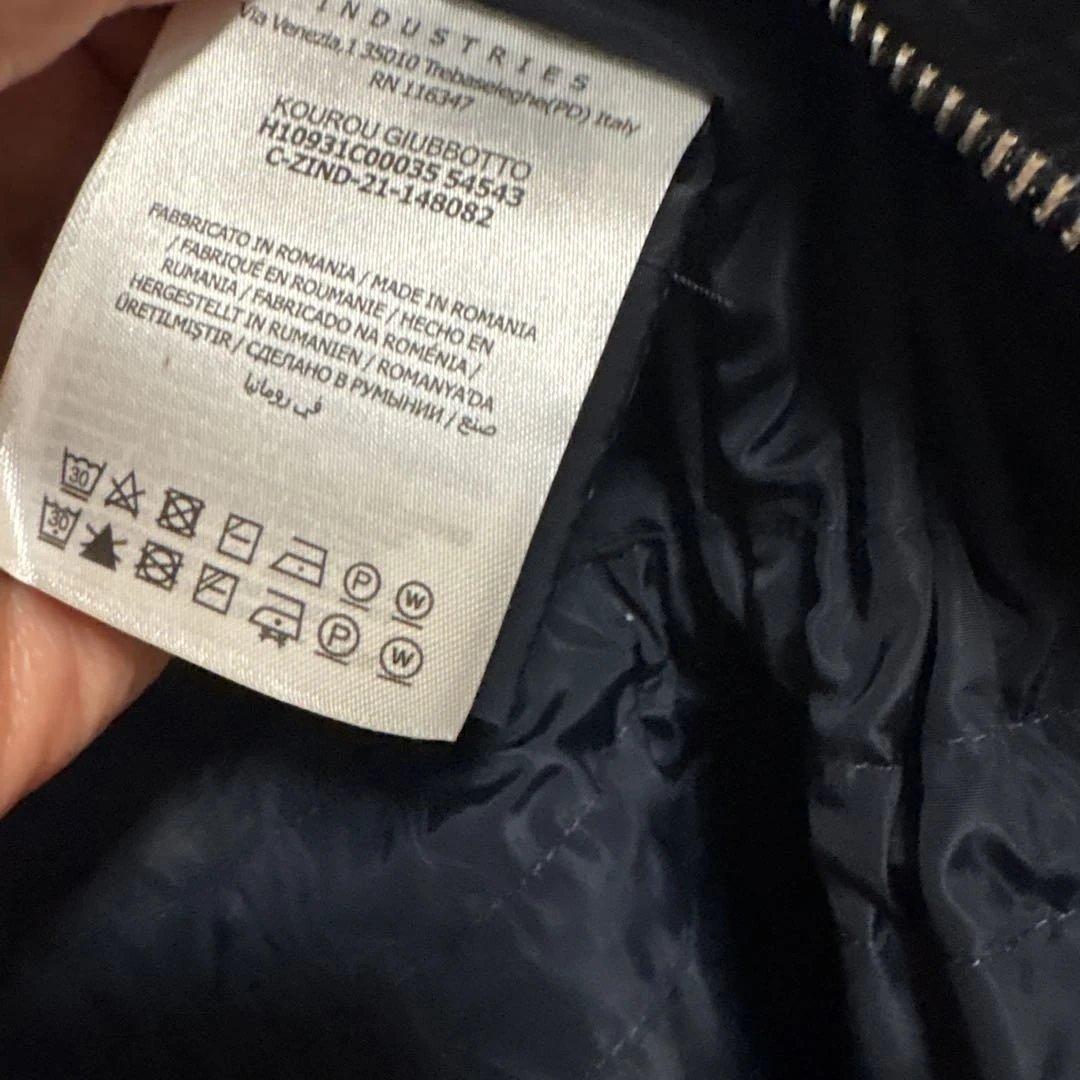 INDUSTRIES
Via Venezia,1 35010 Trebaseleghe(PD) Italy
RN 116347
KOUROU GIUBBOTTO
H10931C00035 54543
C-ZIND-21-148082
FABBRICATO IN ROMANIA / MADE IN ROMANIA
/ FABRIQUÉ EN ROUMANIE / HECHO EN
RUMANIA / FABRICADO NA ROMÉNIA /
HERGESTELLT IN RUMANIEN / ROMANYA'DA
ÜRETILMIŞTIR / СДЕЛАНО В РУМЫНИИ / صنع
في رومانيا
30 P W
30 P W